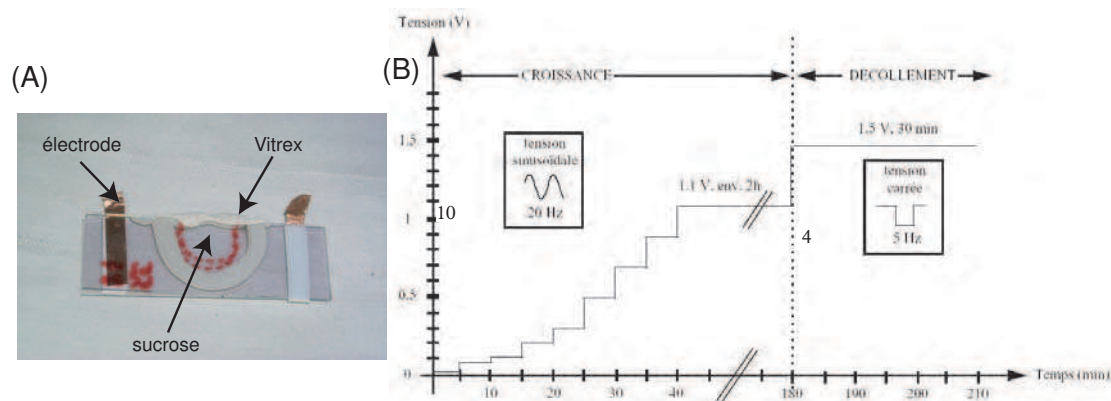 (A)
électrode
Vitrex
sucrose
(B)
Tension (V)
CROISSANCE
DECOLLEMENT
1.5
1
0.5
0
10
tension
sinusoïdale
20 Hz
1.1 V. env. 2h
1.5 V. 30 min
4
tension
carrée
5 Hz
10
20
30
40
180
190
200
210
Temps (min)